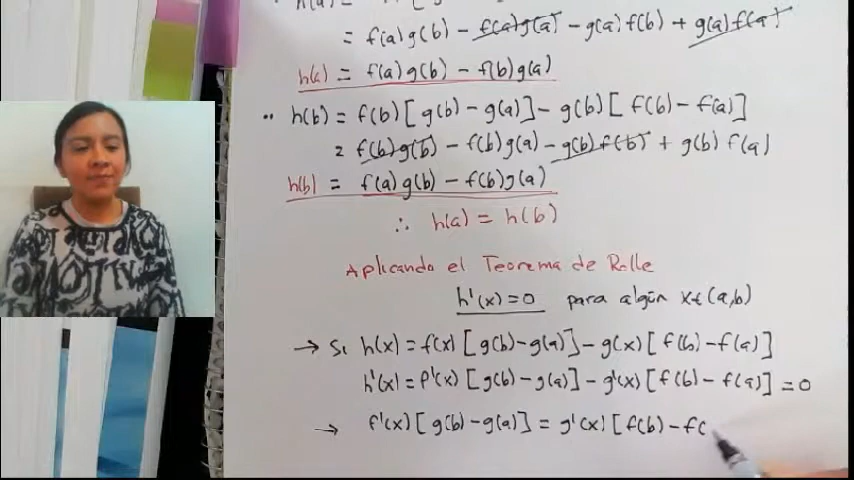 = f(a)g(b) - f(a)g(a) - g(a)f(b) + g(a)f(a)
h(a) = f(a)g(b) - f(b)g(a)
•• h(b) = f(b)[g(b) - g(a)] - g(b)[f(b) - f(a)]
= f(b)g(b) - f(b)g(a) - g(b)f(b) + g(b)f(a)
h(b) = f(a)g(b) - f(b)g(a)
∴ h(a) = h(b)
Aplicando el Teorema de Rolle
h'(x) = 0 para algún x ∈ (a,b)
→ Si h(x) = f(x)[g(b) - g(a)] - g(x)[f(b) - f(a)]
h'(x) = f'(x)[g(b) - g(a)] - g'(x)[f(b) - f(a)] = 0
→ f'(x)[g(b) - g(a)] = g'(x)[f(b) - f(